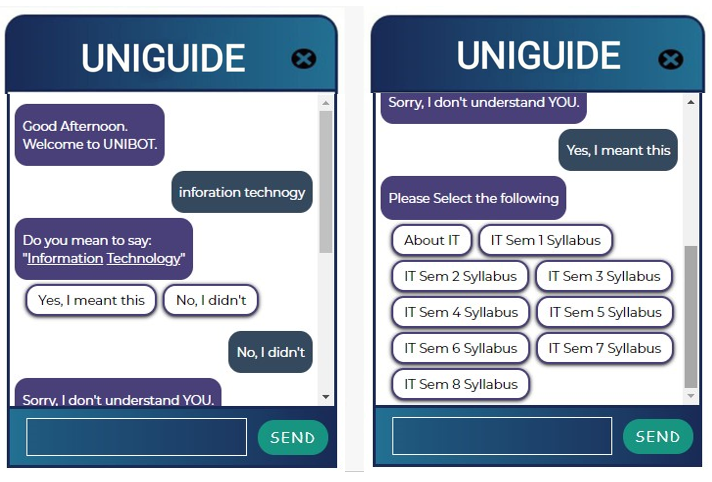 UNIGUIDE
Good Afternoon.
Welcome to UNIBOT.
inforation technogy
Do you mean to say:
"Information Technology"
Yes, I meant this
No, I didn't
No, I didn't
Sorry, I don't understand YOU.
SEND
UNIGUIDE
Sorry, I don't understand YOU.
Yes, I meant this
Please Select the following
About IT
IT Sem 1 Syllabus
IT Sem 2 Syllabus
IT Sem 3 Syllabus
IT Sem 4 Syllabus
IT Sem 5 Syllabus
IT Sem 6 Syllabus
IT Sem 7 Syllabus
IT Sem 8 Syllabus
SEND